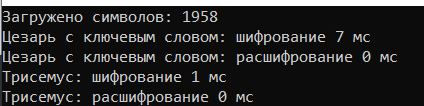 Загружено символов: 1958
Цезарь с ключевым словом: шифрование 7 мс
Цезарь с ключевым словом: расшифрование 0 мс
Трисемус: шифрование 1 мс
Трисемус: расшифрование 0 мс